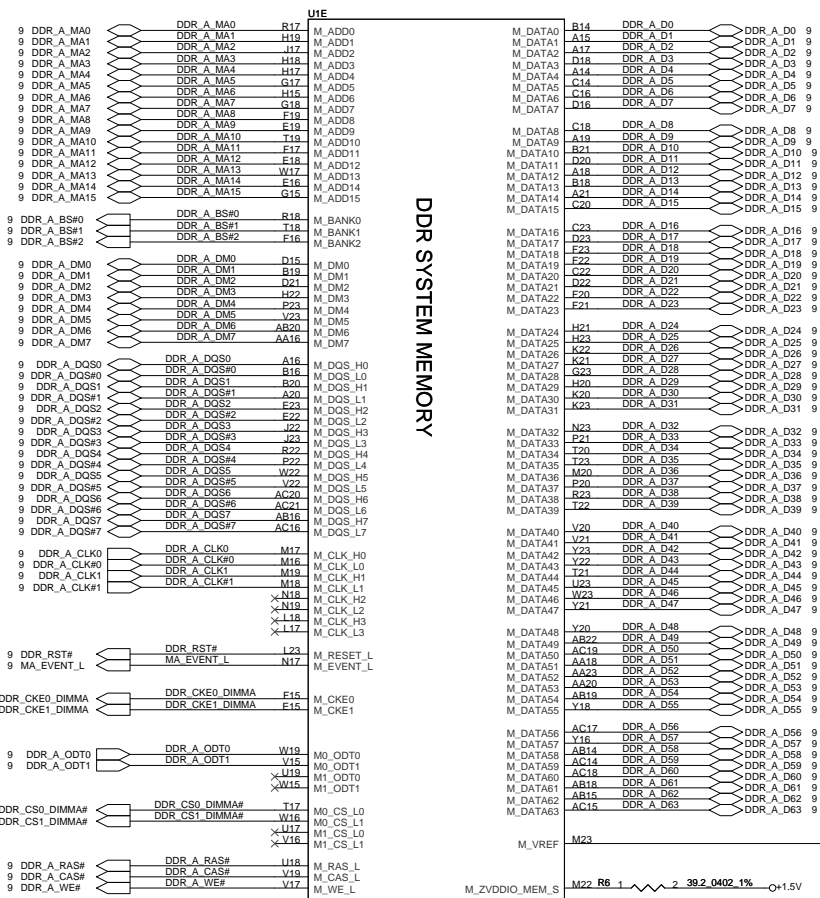 U1E
9 DDR_A_MA0 DDR_A_MA0 R17 M_ADD0
9 DDR_A_MA1 DDR_A_MA1 H19 M_ADD1
9 DDR_A_MA2 DDR_A_MA2 J17 M_ADD2
9 DDR_A_MA3 DDR_A_MA3 H18 M_ADD3
9 DDR_A_MA4 DDR_A_MA4 H17 M_ADD4
9 DDR_A_MA5 DDR_A_MA5 G17 M_ADD5
9 DDR_A_MA6 DDR_A_MA6 H15 M_ADD6
9 DDR_A_MA7 DDR_A_MA7 G18 M_ADD7
9 DDR_A_MA8 DDR_A_MA8 F19 M_ADD8
9 DDR_A_MA9 DDR_A_MA9 E19 M_ADD9
9 DDR_A_MA10 DDR_A_MA10 T19 M_ADD10
9 DDR_A_MA11 DDR_A_MA11 F17 M_ADD11
9 DDR_A_MA12 DDR_A_MA12 E18 M_ADD12
9 DDR_A_MA13 DDR_A_MA13 W17 M_ADD13
9 DDR_A_MA14 DDR_A_MA14 E16 M_ADD14
9 DDR_A_MA15 DDR_A_MA15 G15 M_ADD15
9 DDR_A_BS#0 DDR_A_BS#0 R18 M_BANK0
9 DDR_A_BS#1 DDR_A_BS#1 T18 M_BANK1
9 DDR_A_BS#2 DDR_A_BS#2 F16 M_BANK2
9 DDR_A_DM0 DDR_A_DM0 D15 M_DM0
9 DDR_A_DM1 DDR_A_DM1 B19 M_DM1
9 DDR_A_DM2 DDR_A_DM2 D21 M_DM2
9 DDR_A_DM3 DDR_A_DM3 H22 M_DM3
9 DDR_A_DM4 DDR_A_DM4 P23 M_DM4
9 DDR_A_DM5 DDR_A_DM5 V23 M_DM5
9 DDR_A_DM6 DDR_A_DM6 AB20 M_DM6
9 DDR_A_DM7 DDR_A_DM7 AA16 M_DM7
9 DDR_A_DQS0 DDR_A_DQS0 A16 M_DQS_H0
9 DDR_A_DQS#0 DDR_A_DQS#0 B16 M_DQS_L0
9 DDR_A_DQS1 DDR_A_DQS1 B20 M_DQS_H1
9 DDR_A_DQS#1 DDR_A_DQS#1 A20 M_DQS_L1
9 DDR_A_DQS2 DDR_A_DQS2 E23 M_DQS_H2
9 DDR_A_DQS#2 DDR_A_DQS#2 E22 M_DQS_L2
9 DDR_A_DQS3 DDR_A_DQS3 J22 M_DQS_H3
9 DDR_A_DQS#3 DDR_A_DQS#3 J23 M_DQS_L3
9 DDR_A_DQS4 DDR_A_DQS4 R22 M_DQS_H4
9 DDR_A_DQS#4 DDR_A_DQS#4 P22 M_DQS_L4
9 DDR_A_DQS5 DDR_A_DQS5 W22 M_DQS_H5
9 DDR_A_DQS#5 DDR_A_DQS#5 V22 M_DQS_L5
9 DDR_A_DQS6 DDR_A_DQS6 AC20 M_DQS_H6
9 DDR_A_DQS#6 DDR_A_DQS#6 AC21 M_DQS_L6
9 DDR_A_DQS7 DDR_A_DQS7 AB16 M_DQS_H7
9 DDR_A_DQS#7 DDR_A_DQS#7 AC16 M_DQS_L7
9 DDR_A_CLK0 DDR_A_CLK0 M17 M_CLK_H0
9 DDR_A_CLK#0 DDR_A_CLK#0 M16 M_CLK_L0
9 DDR_A_CLK1 DDR_A_CLK1 M19 M_CLK_H1
9 DDR_A_CLK#1 DDR_A_CLK#1 M18 M_CLK_L1
N18 M_CLK_H2
N19 M_CLK_L2
L18 M_CLK_H3
L17 M_CLK_L3
9 DDR_RST# DDR_RST# L23 M_RESET_L
9 MA_EVENT_L MA_EVENT_L N17 M_EVENT_L
DDR_CKE0_DIMMA DDR_CKE0_DIMMA F15 M_CKE0
DDR_CKE1_DIMMA DDR_CKE1_DIMMA E15 M_CKE1
9 DDR_A_ODT0 DDR_A_ODT0 W19 M0_ODT0
9 DDR_A_ODT1 DDR_A_ODT1 V15 M0_ODT1
U19 M1_ODT0
W15 M1_ODT1
DDR_CS0_DIMMA# DDR_CS0_DIMMA# T17 M0_CS_L0
DDR_CS1_DIMMA# DDR_CS1_DIMMA# W16 M0_CS_L1
U17 M1_CS_L0
V16 M1_CS_L1
9 DDR_A_RAS# DDR_A_RAS# U18 M_RAS_L
9 DDR_A_CAS# DDR_A_CAS# V19 M_CAS_L
9 DDR_A_WE# DDR_A_WE# V17 M_WE_L
DDR SYSTEM MEMORY
M_DATA0 B14 DDR_A_D0 DDR_A_D0 9
M_DATA1 A15 DDR_A_D1 DDR_A_D1 9
M_DATA2 A17 DDR_A_D2 DDR_A_D2 9
M_DATA3 D18 DDR_A_D3 DDR_A_D3 9
M_DATA4 A14 DDR_A_D4 DDR_A_D4 9
M_DATA5 C14 DDR_A_D5 DDR_A_D5 9
M_DATA6 C16 DDR_A_D6 DDR_A_D6 9
M_DATA7 D16 DDR_A_D7 DDR_A_D7 9
M_DATA8 C18 DDR_A_D8 DDR_A_D8 9
M_DATA9 A19 DDR_A_D9 DDR_A_D9 9
M_DATA10 B21 DDR_A_D10 DDR_A_D10 9
M_DATA11 D20 DDR_A_D11 DDR_A_D11 9
M_DATA12 A18 DDR_A_D12 DDR_A_D12 9
M_DATA13 B18 DDR_A_D13 DDR_A_D13 9
M_DATA14 A21 DDR_A_D14 DDR_A_D14 9
M_DATA15 C20 DDR_A_D15 DDR_A_D15 9
M_DATA16 C23 DDR_A_D16 DDR_A_D16 9
M_DATA17 D23 DDR_A_D17 DDR_A_D17 9
M_DATA18 F23 DDR_A_D18 DDR_A_D18 9
M_DATA19 F22 DDR_A_D19 DDR_A_D19 9
M_DATA20 C22 DDR_A_D20 DDR_A_D20 9
M_DATA21 D22 DDR_A_D21 DDR_A_D21 9
M_DATA22 F20 DDR_A_D22 DDR_A_D22 9
M_DATA23 F21 DDR_A_D23 DDR_A_D23 9
M_DATA24 H21 DDR_A_D24 DDR_A_D24 9
M_DATA25 H23 DDR_A_D25 DDR_A_D25 9
M_DATA26 K22 DDR_A_D26 DDR_A_D26 9
M_DATA27 K21 DDR_A_D27 DDR_A_D27 9
M_DATA28 G23 DDR_A_D28 DDR_A_D28 9
M_DATA29 H20 DDR_A_D29 DDR_A_D29 9
M_DATA30 K20 DDR_A_D30 DDR_A_D30 9
M_DATA31 K23 DDR_A_D31 DDR_A_D31 9
M_DATA32 N23 DDR_A_D32 DDR_A_D32 9
M_DATA33 P21 DDR_A_D33 DDR_A_D33 9
M_DATA34 T20 DDR_A_D34 DDR_A_D34 9
M_DATA35 T23 DDR_A_D35 DDR_A_D35 9
M_DATA36 M20 DDR_A_D36 DDR_A_D36 9
M_DATA37 P20 DDR_A_D37 DDR_A_D37 9
M_DATA38 R23 DDR_A_D38 DDR_A_D38 9
M_DATA39 T22 DDR_A_D39 DDR_A_D39 9
M_DATA40 V20 DDR_A_D40 DDR_A_D40 9
M_DATA41 V21 DDR_A_D41 DDR_A_D41 9
M_DATA42 Y23 DDR_A_D42 DDR_A_D42 9
M_DATA43 Y22 DDR_A_D43 DDR_A_D43 9
M_DATA44 T21 DDR_A_D44 DDR_A_D44 9
M_DATA45 U23 DDR_A_D45 DDR_A_D45 9
M_DATA46 W23 DDR_A_D46 DDR_A_D46 9
M_DATA47 Y21 DDR_A_D47 DDR_A_D47 9
M_DATA48 Y20 DDR_A_D48 DDR_A_D48 9
M_DATA49 AB22 DDR_A_D49 DDR_A_D49 9
M_DATA50 AC19 DDR_A_D50 DDR_A_D50 9
M_DATA51 AA18 DDR_A_D51 DDR_A_D51 9
M_DATA52 AA23 DDR_A_D52 DDR_A_D52 9
M_DATA53 AA20 DDR_A_D53 DDR_A_D53 9
M_DATA54 AB19 DDR_A_D54 DDR_A_D54 9
M_DATA55 Y18 DDR_A_D55 DDR_A_D55 9
M_DATA56 AC17 DDR_A_D56 DDR_A_D56 9
M_DATA57 Y16 DDR_A_D57 DDR_A_D57 9
M_DATA58 AB14 DDR_A_D58 DDR_A_D58 9
M_DATA59 AC14 DDR_A_D59 DDR_A_D59 9
M_DATA60 AC18 DDR_A_D60 DDR_A_D60 9
M_DATA61 AB18 DDR_A_D61 DDR_A_D61 9
M_DATA62 AB15 DDR_A_D62 DDR_A_D62 9
M_DATA63 AC15 DDR_A_D63 DDR_A_D63 9
M_VREF M23
M_ZVDDIO_MEM_S M22 R6 1 2 39.2_0402_1% +1.5V